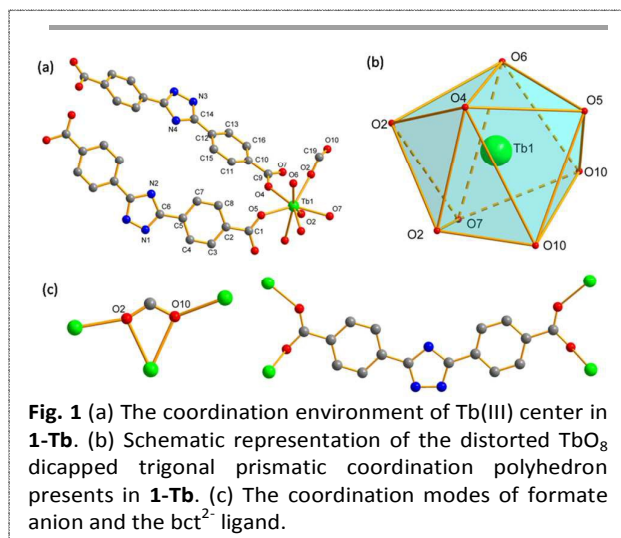 (a)
N3
N4
C14
C13
C12
C16
C15
C10
C11
O7
C9
O4
O6
C19
O10
O2
Tb1
O5
O7
O2
N2
N1
C6
C7
C5
C8
C4
C2
C3
C1
(b)
O6
O4
O5
O2
Tb1
O10
O7
O2
O10
(c)
O2
O10
Fig. 1 (a) The coordination environment of Tb(III) center in
1-Tb. (b) Schematic representation of the distorted TbO₈
dicapped trigonal prismatic coordination polyhedron
presents in 1-Tb. (c) The coordination modes of formate
anion and the bct²⁻ ligand.